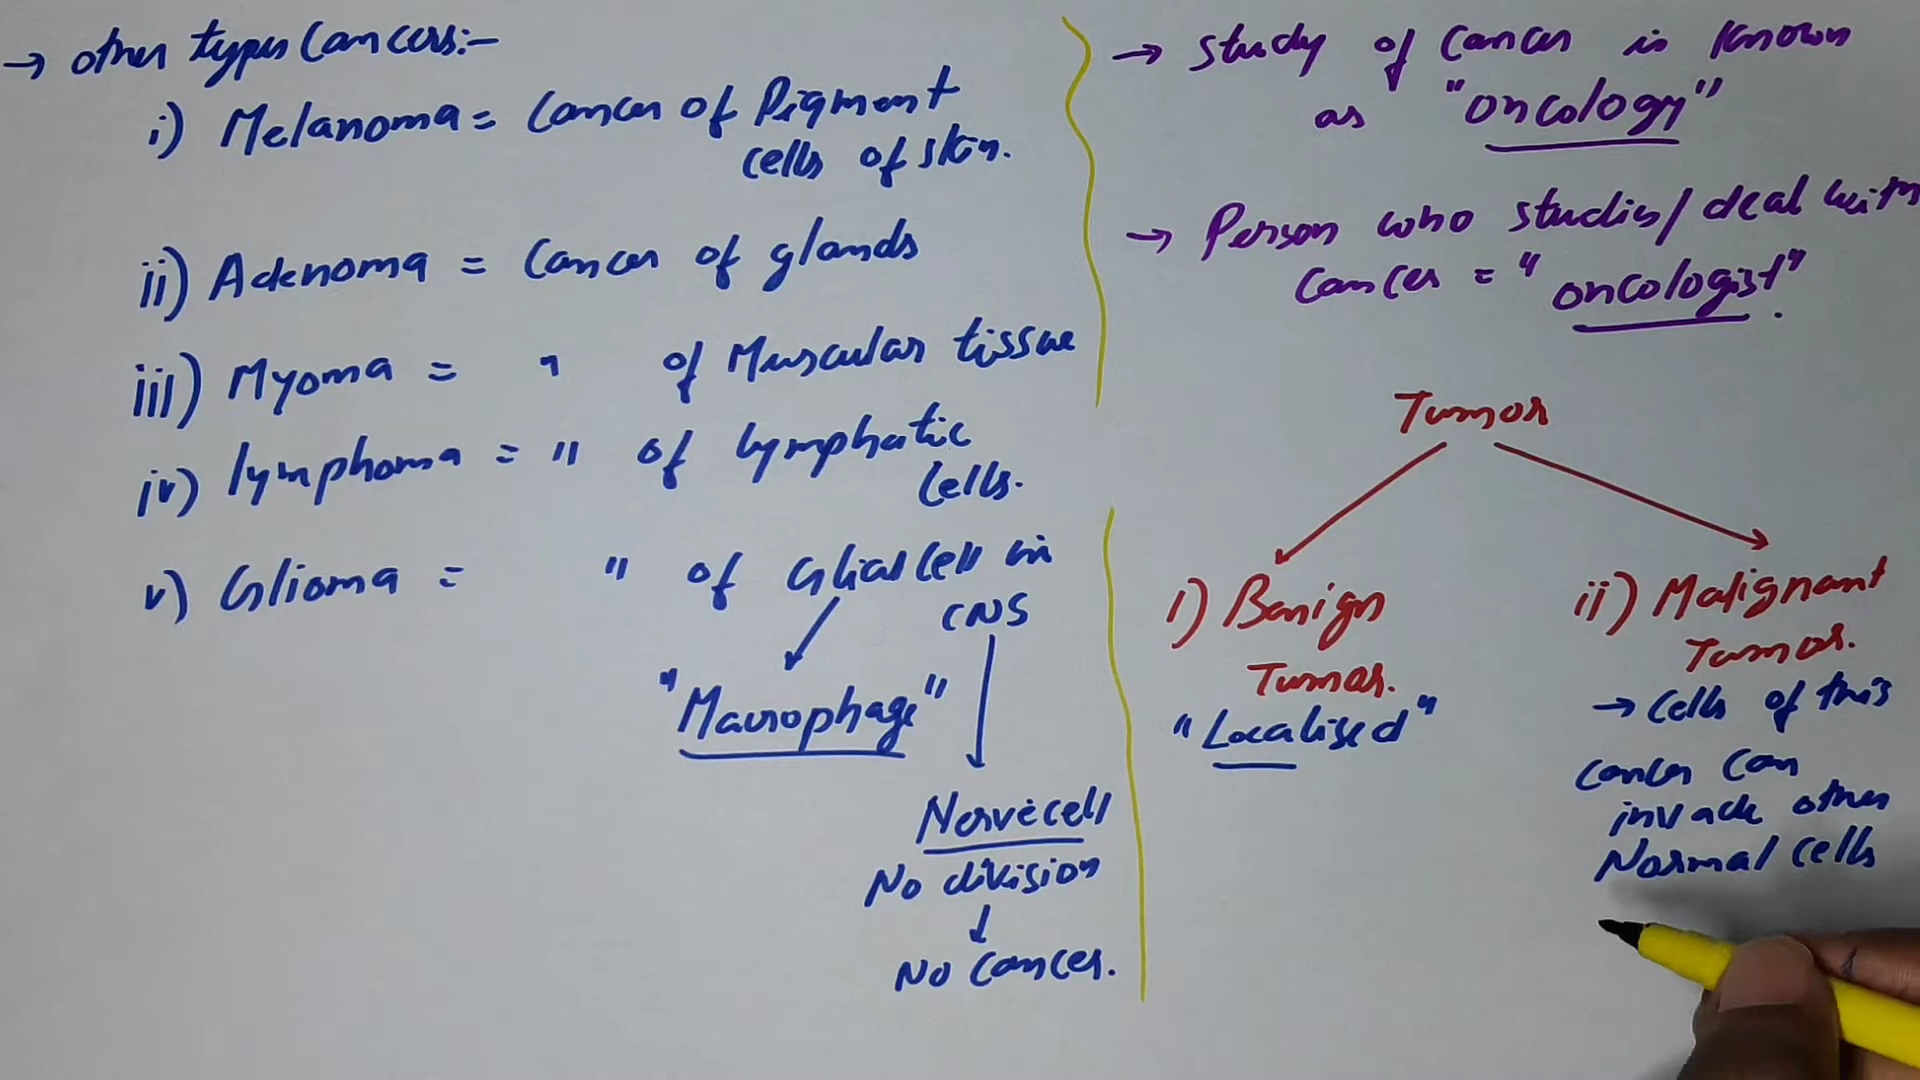 → other types Cancers:-
i) Melanoma = Cancer of Pigment
cells of skin.
ii) Adenoma = Cancer of glands
iii) Myoma = " of Muscular tissue
iv) lymphoma = " of lymphatic
cells.
v) Glioma = " of Glial cell in
CNS
"Macrophage"
Nerve cell
No division
↓
No Cancer.
→ Study of Cancer is known
as "oncology"
→ Person who studies/deal with
Cancer = "oncologist".
Tumor
i) Benign
Tumor.
"Localised"
ii) Malignant
Tumor.
→ Cells of this
cancer can
invade other
Normal cells